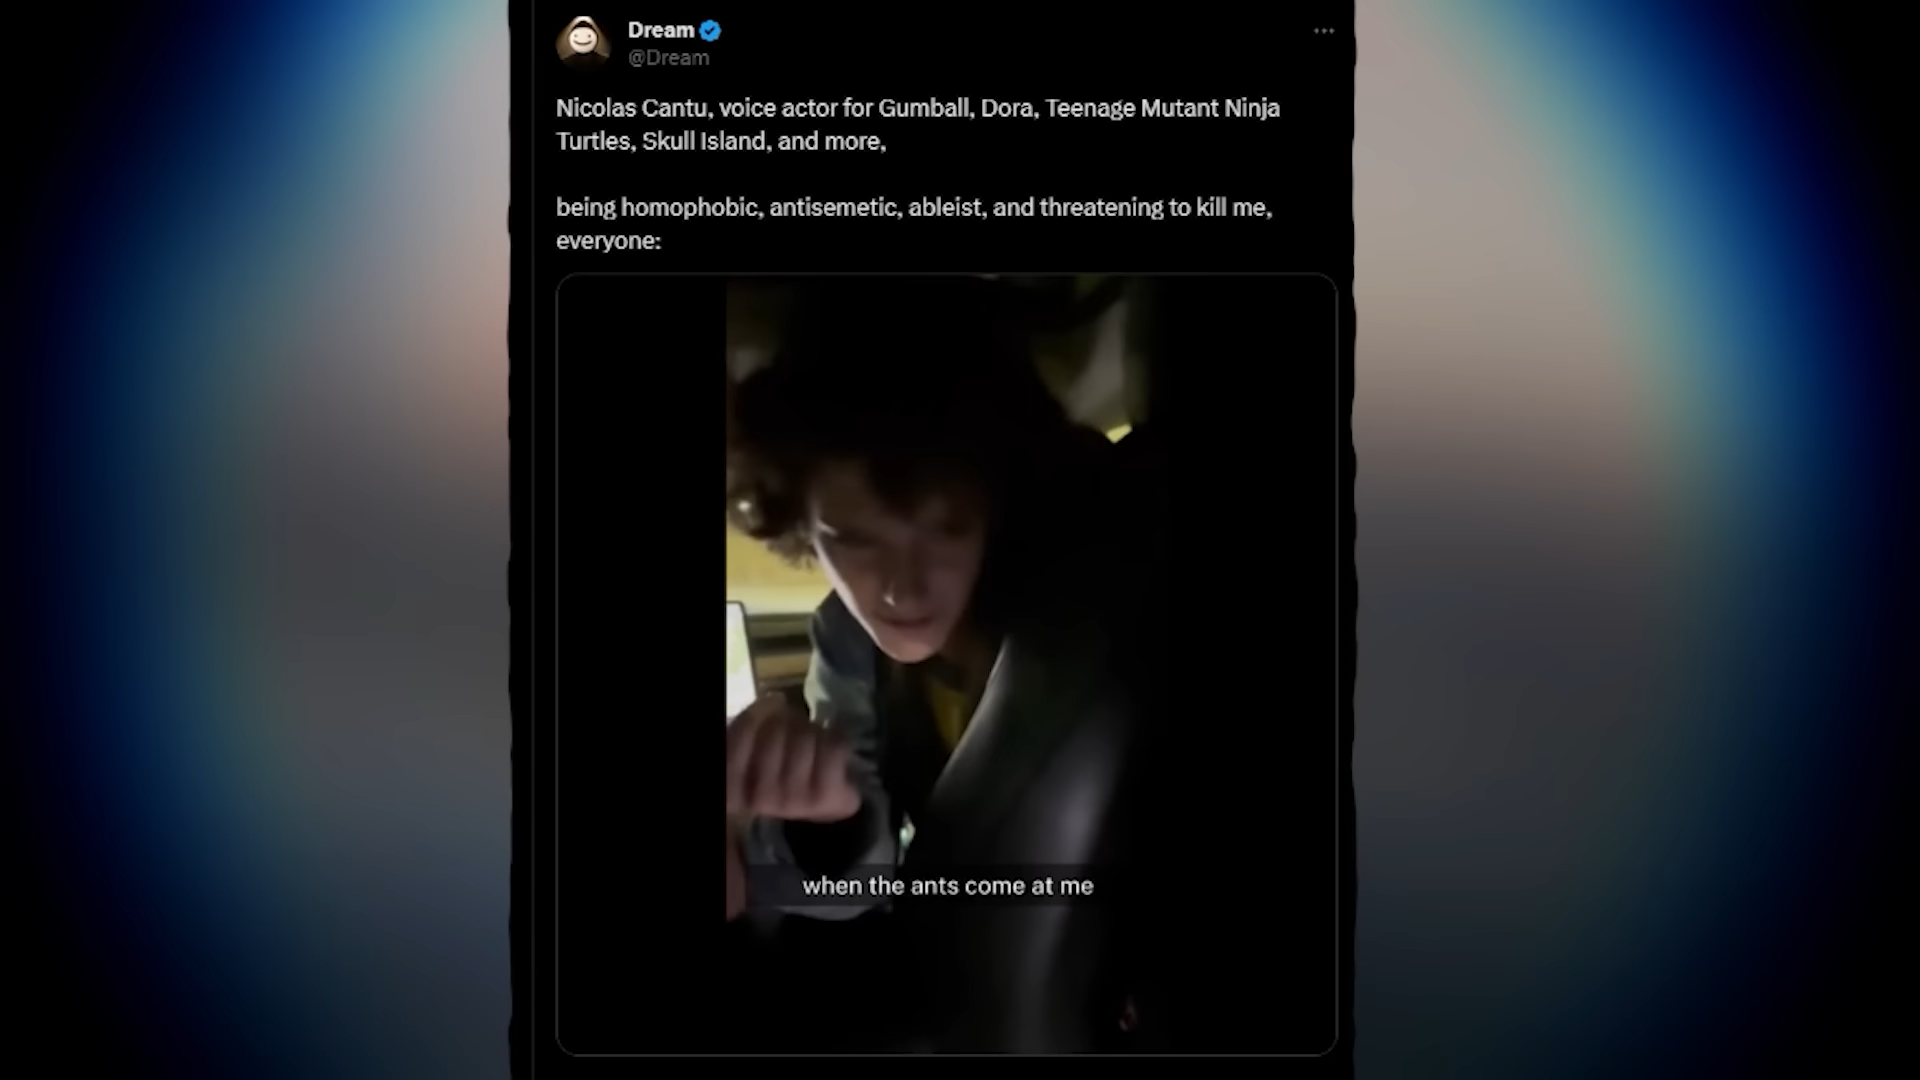 Dream
@Dream
Nicolas Cantu, voice actor for Gumball, Dora, Teenage Mutant Ninja
Turtles, Skull Island, and more,
being homophobic, antisemetic, ableist, and threatening to kill me,
everyone:
when the ants come at me